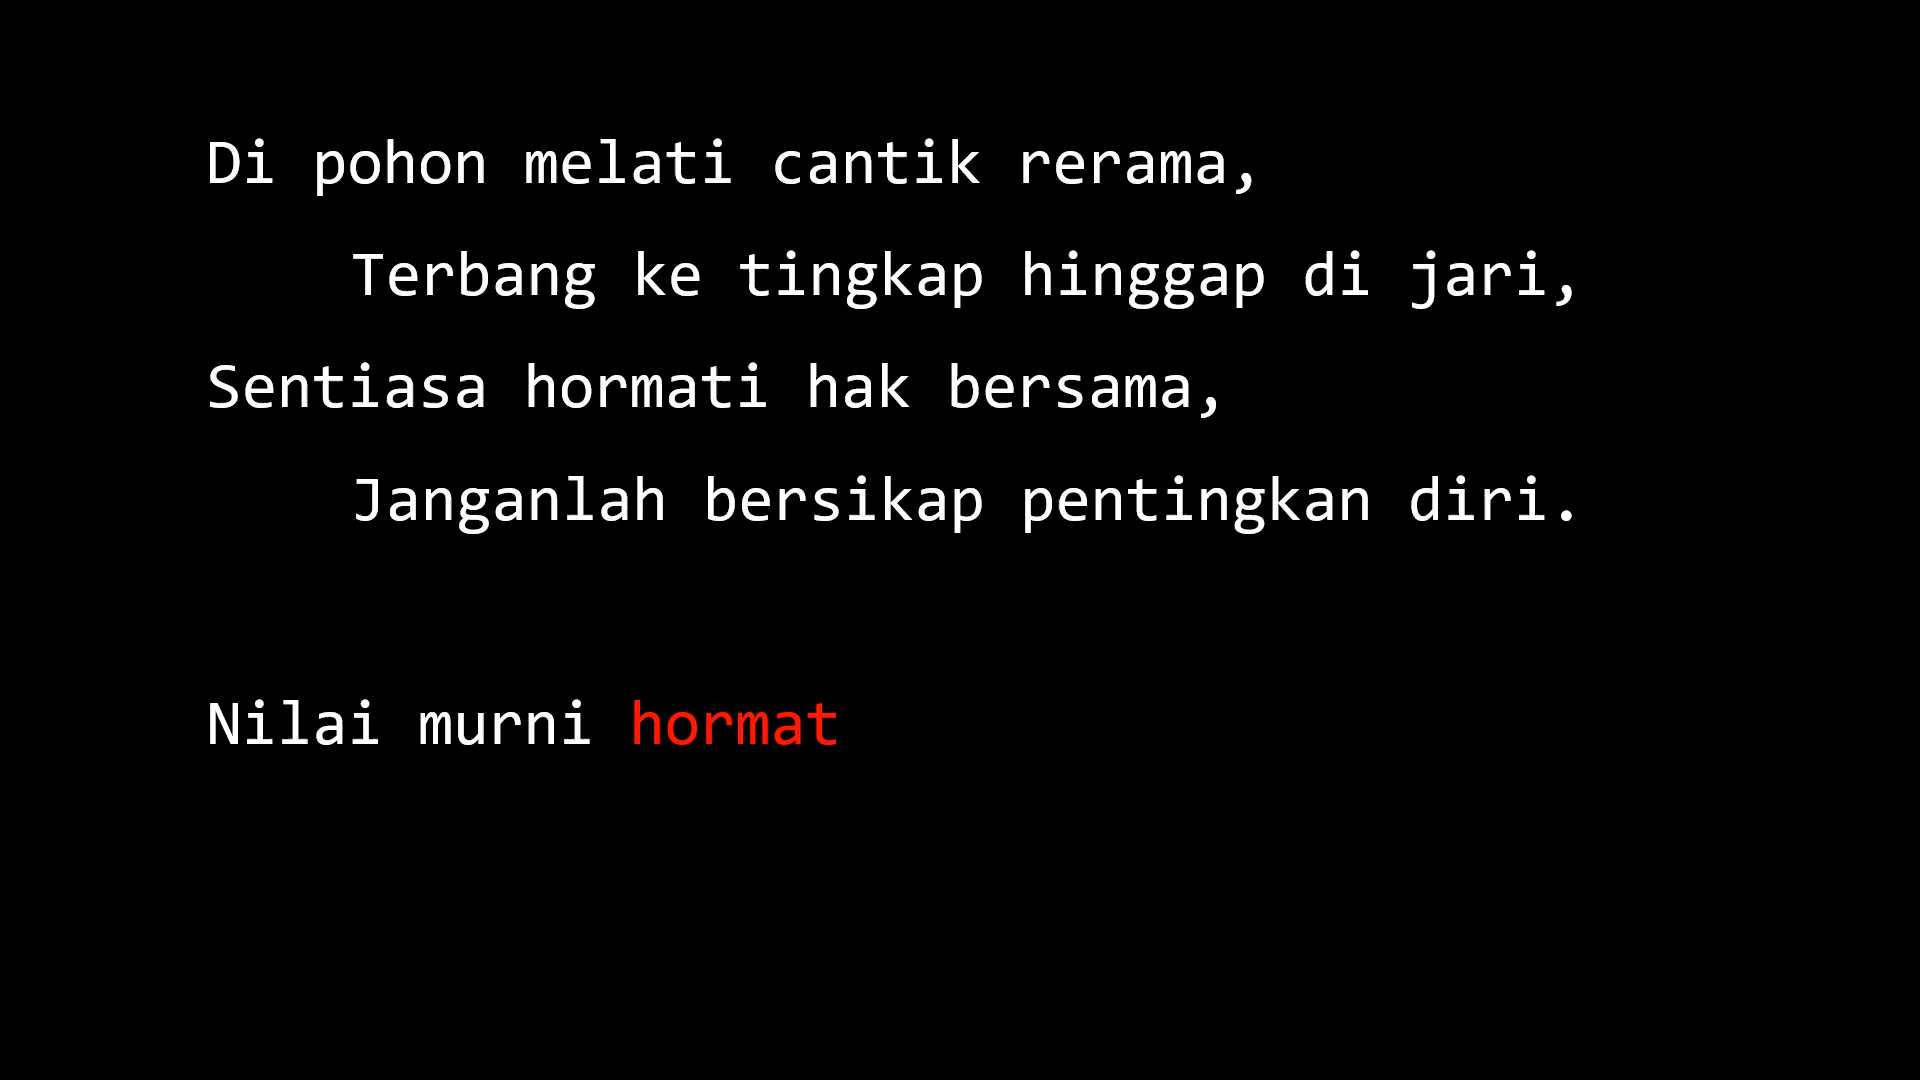 Di pohon melati cantik rerama,
Terbang ke tingkap hinggap di jari,
Sentiasa hormati hak bersama,
Janganlah bersikap pentingkan diri.
Nilai murni hormat